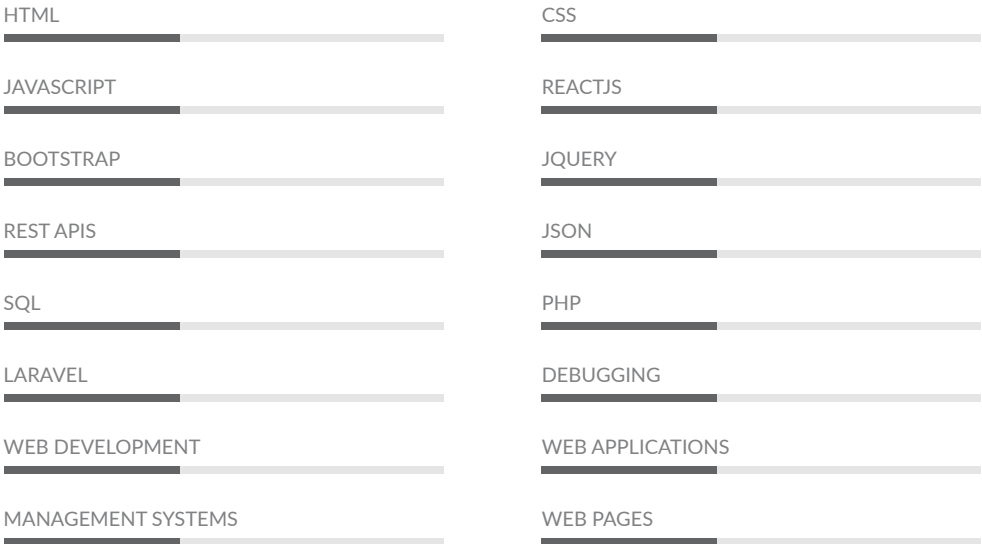 HTML
CSS
JAVASCRIPT
REACTJS
BOOTSTRAP
JQUERY
REST APIS
JSON
SQL
PHP
LARAVEL
DEBUGGING
WEB DEVELOPMENT
WEB APPLICATIONS
MANAGEMENT SYSTEMS
WEB PAGES